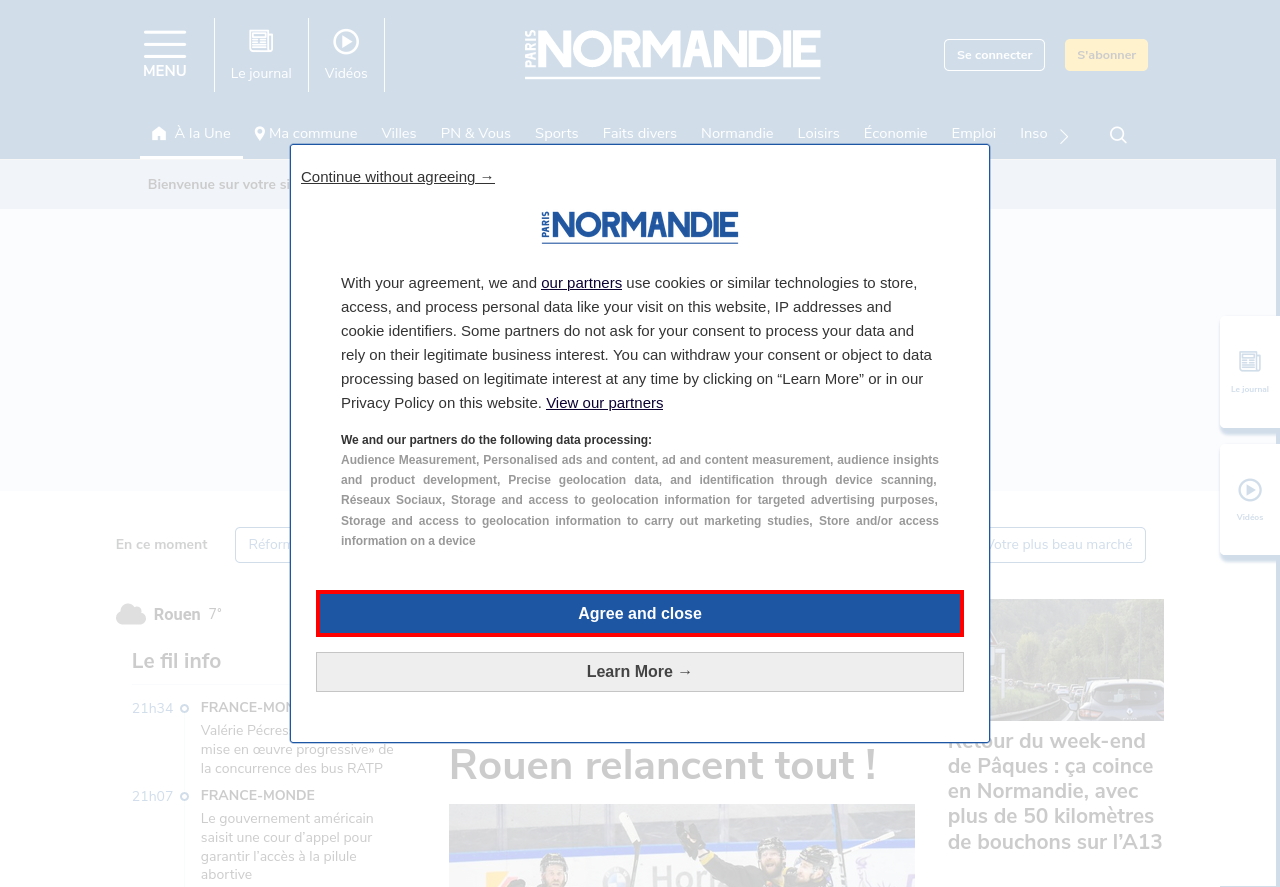 MENU
Le journal
Vidéos
PARIS NORMANDIE
Se connecter
S'abonner
À la Une
Ma commune
Villes
PN & Vous
Sports
Faits divers
Normandie
Loisirs
Économie
Emploi
Inso
Bienvenue sur votre si
Continue without agreeing →
PARIS NORMANDIE
With your agreement, we and our partners use cookies or similar technologies to store,
access, and process personal data like your visit on this website, IP addresses and
cookie identifiers. Some partners do not ask for your consent to process your data and
rely on their legitimate business interest. You can withdraw your consent or object to data
processing based on legitimate interest at any time by clicking on “Learn More” or in our
Privacy Policy on this website. View our partners
We and our partners do the following data processing:
Audience Measurement, Personalised ads and content, ad and content measurement, audience insights
and product development, Precise geolocation data, and identification through device scanning,
Réseaux Sociaux, Storage and access to geolocation information for targeted advertising purposes,
Storage and access to geolocation information to carry out marketing studies, Store and/or access
information on a device
Agree and close
Learn More →
Le journal
Vidéos
En ce moment
Réform
Votre plus beau marché
Rouen 7°
Le fil info
21h34
FRANCE-MON
Valérie Pécres
mise en œuvre progressive» de
la concurrence des bus RATP
21h07
FRANCE-MONDE
Le gouvernement américain
saisit une cour d’appel pour
garantir l’accès à la pilule
abortive
Rouen relancent tout !
Retour du week-end
de Pâques : ça coince
en Normandie, avec
plus de 50 kilomètres
de bouchons sur l’A13